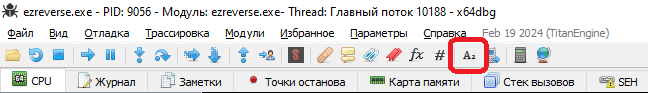 ezreverse.exe - PID: 9056 - Модуль: ezreverse.exe- Thread: Главный поток 10188 - x64dbg
Файл Вид Отладка Трассировка Модули Избранное Параметры Справка Feb 19 2024 (TitanEngine)
fx # A2
CPU Журнал Заметки Точки останова Карта памяти Стек вызовов SEH